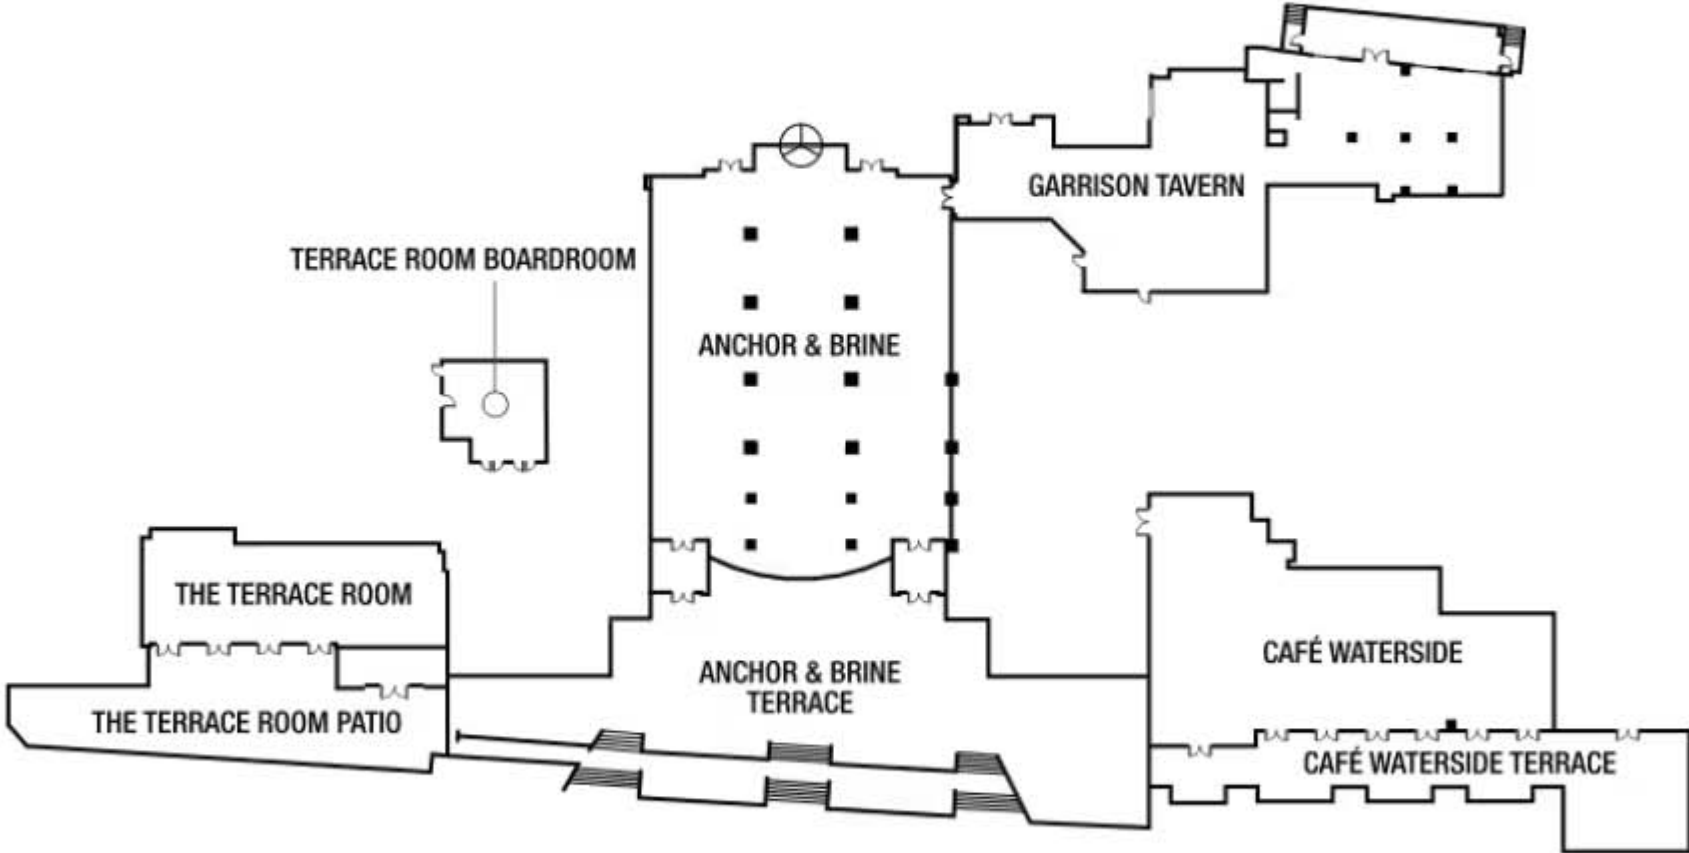 GARRISON TAVERN
TERRACE ROOM BOARDROOM
ANCHOR & BRINE
THE TERRACE ROOM
CAFÉ WATERSIDE
ANCHOR & BRINE
TERRACE
THE TERRACE ROOM PATIO
CAFÉ WATERSIDE TERRACE